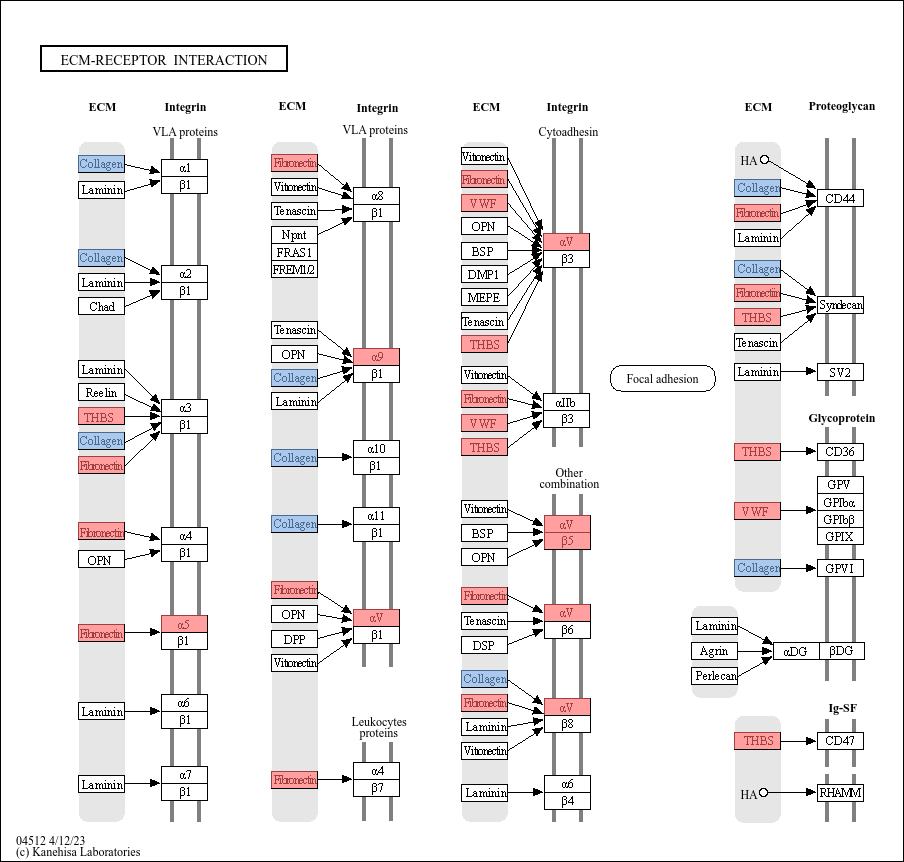 ECM-RECEPTOR INTERACTION
ECM
Integrin
VLA proteins
Collagen
Laminin
α1
β1
Collagen
Laminin
Chad
α2
β1
Laminin
Reelin
THBS
Collagen
Fibronectin
α3
β1
Fibronectin
OPN
α4
β1
Fibronectin
α5
β1
Laminin
α6
β1
Laminin
α7
β1
ECM
Integrin
VLA proteins
Fibronectin
Vitronectin
Tenascin
Npnt
FRAS1
FREM1/2
α8
β1
Tenascin
OPN
Collagen
Laminin
α9
β1
Collagen
α10
β1
Collagen
α11
β1
Fibronectin
OPN
DPP
Vitronectin
αV
β1
Leukocytes
proteins
Fibronectin
α4
β7
ECM
Integrin
Cytoadhesin
Vitronectin
Fibronectin
VWF
OPN
BSP
DMP1
MEPE
Tenascin
THBS
αV
β3
Vitronectin
Fibronectin
VWF
THBS
αIIb
β3
Other
combination
Vitronectin
BSP
OPN
αV
β5
Fibronectin
Tenascin
DSP
αV
β6
Collagen
Fibronectin
Laminin
Vitronectin
αV
β8
Laminin
α6
β4
Focal adhesion
ECM
Proteoglycan
HA
Collagen
Fibronectin
Laminin
CD44
Collagen
Fibronectin
THBS
Tenascin
Syndecan
Laminin
SV2
Glycoprotein
THBS
CD36
VWF
GPV
GPIbα
GPIbβ
GPIX
Collagen
GPVI
Laminin
Agrin
Perlecan
αDG
βDG
Ig-SF
THBS
CD47
HA
RHAMM
04512 4/12/23
(c) Kanehisa Laboratories